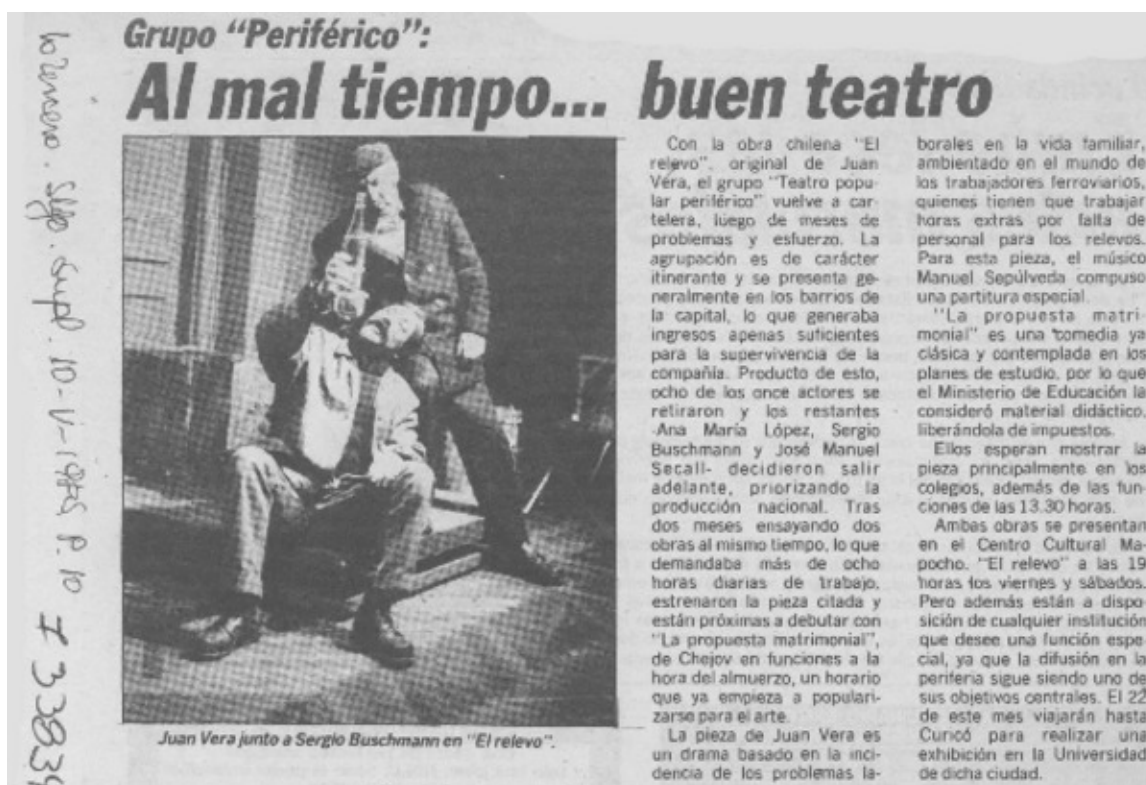 Grupo "Periférico":
Al mal tiempo... buen teatro
Juan Vera junto a Sergio Buschmann en "El relevo".
Con la obra chilena "El
relevo", original de Juan
Vera, el grupo "Teatro popu-
lar periférico" vuelve a car
telera, luego de meses de
problemas y esfuerzo. La
agrupación es de carácter
itinerante y se presenta ge-
neralmente en los barrios de
la capital, lo que generaba
ingresos apenas suficientes
para la supervivencia de la
compañía. Producto de esto,
ocho de los once actores se
retiraron y los restantes
-Ana María López, Sergio
Buschmann y José Manuel
Secall- decidieron salir
adelante, priorizando la
producción nacional. Tras
dos meses ensayando dos
obras al mismo tiempo, lo que
demandaba más de ocho
horas diarias de trabajo,
estrenaron la pieza citada y
están próximas a debutar con
"La propuesta matrimonial",
de Chejov en funciones a la
hora del almuerzo, un horario
que ya empieza a populari-
zarse para el arte.
La pieza de Juan Vera es
un drama basado en la inci-
dencia de los problemas la-
borales en la vida familiar,
ambientado en el mundo de
los trabajadores ferroviarios,
quienes tienen que trabajar
horas extras por falta de
personal para los relevos.
Para esta pieza, el músico
Manuel Sepúlveda compuso
una partitura especial.
"La propuesta matri-
monial" es una comedia ya
clásica y contemplada en los
planes de estudio, por lo que
el Ministerio de Educación la
consideró material didáctico,
liberándola de impuestos.
Ellos esperan mostrar la
pieza principalmente en los
colegios, además de las fun-
ciones de las 13.30 horas.
Ambas obras se presentan
en el Centro Cultural Ma-
pocho. "El relevo" a las 19
horas los viernes y sábados.
Pero además están a dispo
sición de cualquier institución
que desee una función espe-
cial, ya que la difusión en la
periferia sigue siendo uno de
sus objetivos centrales. El 22
de este mes viajarán hasta
Curicó para realizar una
exhibición en la Universidad
de dicha ciudad.